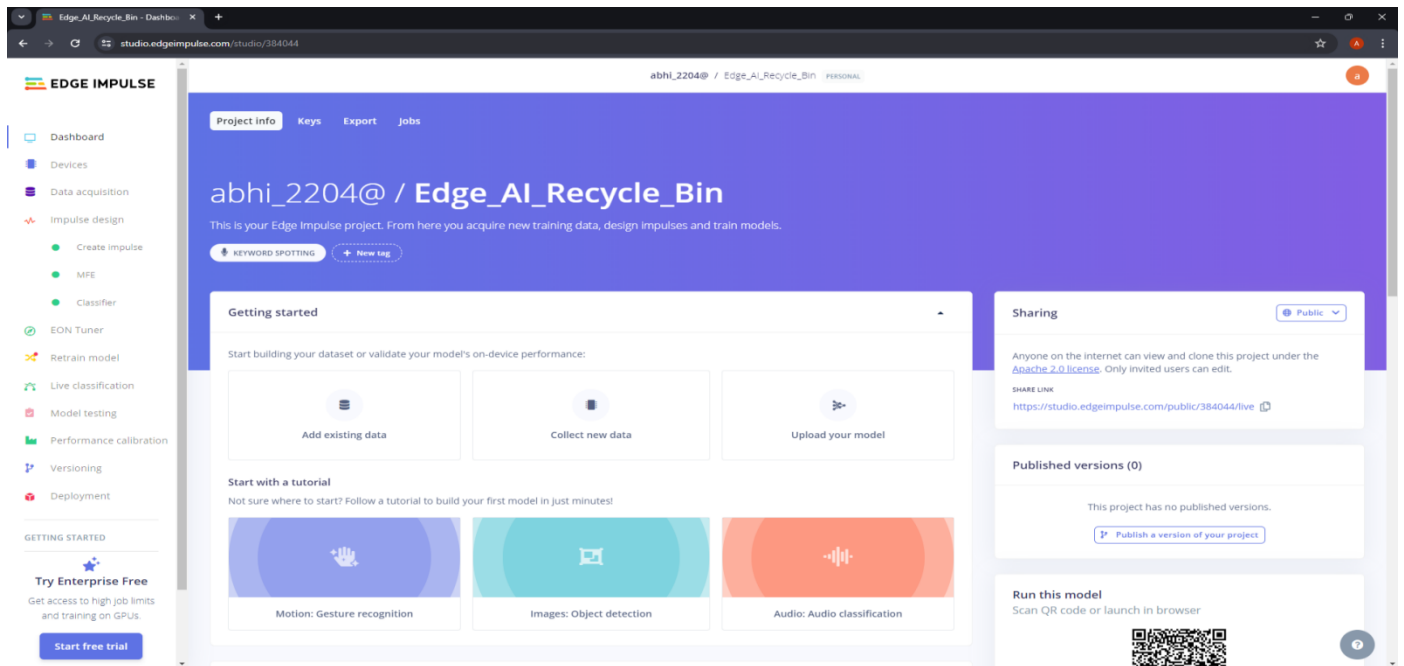 Edge_AI_Recycle_Bin - Dashboa
studio.edgeimpulse.com/studio/384044
A
EDGE IMPULSE
abhi_2204@ / Edge_AI_Recycle_Bin PERSONAL
a
Dashboard
Devices
Data acquisition
Impulse design
Create impulse
MFE
Classifier
EON Tuner
Retrain model
Live classification
Model testing
Performance calibration
Versioning
Deployment
GETTING STARTED
Try Enterprise Free
Get access to high job limits
and training on GPUs.
Start free trial
Project info Keys Export Jobs
abhi_2204@ / Edge_AI_Recycle_Bin
This is your Edge Impulse project. From here you acquire new training data, design impulses and train models.
KEYWORD SPOTTING + New tag
Getting started
Start building your dataset or validate your model's on-device performance:
Add existing data
Collect new data
Upload your model
Start with a tutorial
Not sure where to start? Follow a tutorial to build your first model in just minutes!
Motion: Gesture recognition
Images: Object detection
Audio: Audio classification
Sharing
Public
Anyone on the internet can view and clone this project under the
Apache 2.0 license. Only invited users can edit.
SHARE LINK
https://studio.edgeimpulse.com/public/384044/live
Published versions (0)
This project has no published versions.
Publish a version of your project
Run this model
Scan QR code or launch in browser
?